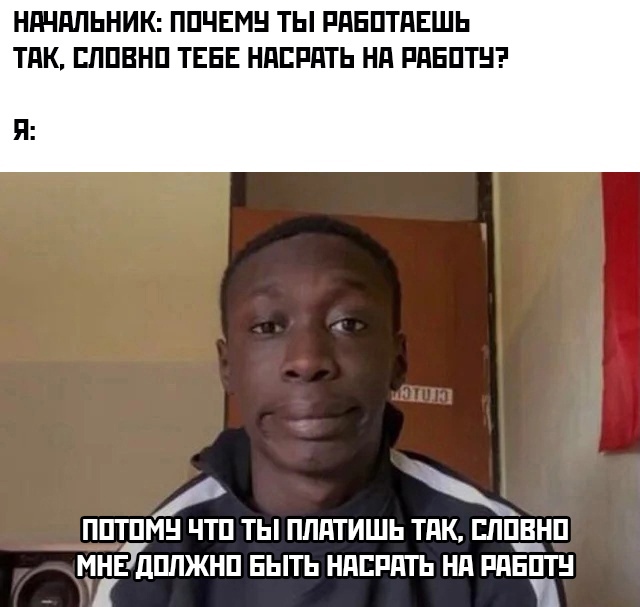 НАЧАЛЬНИК: ПОЧЕМУ ТЫ РАБОТАЕШЬ
ТАК, СЛОВНО ТЕБЕ НАСРАТЬ НА РАБОТУ?
Я:
CLUTCH
ПОТОМУ ЧТО ТЫ ПЛАТИШЬ ТАК, СЛОВНО
МНЕ ДОЛЖНО БЫТЬ НАСРАТЬ НА РАБОТУ